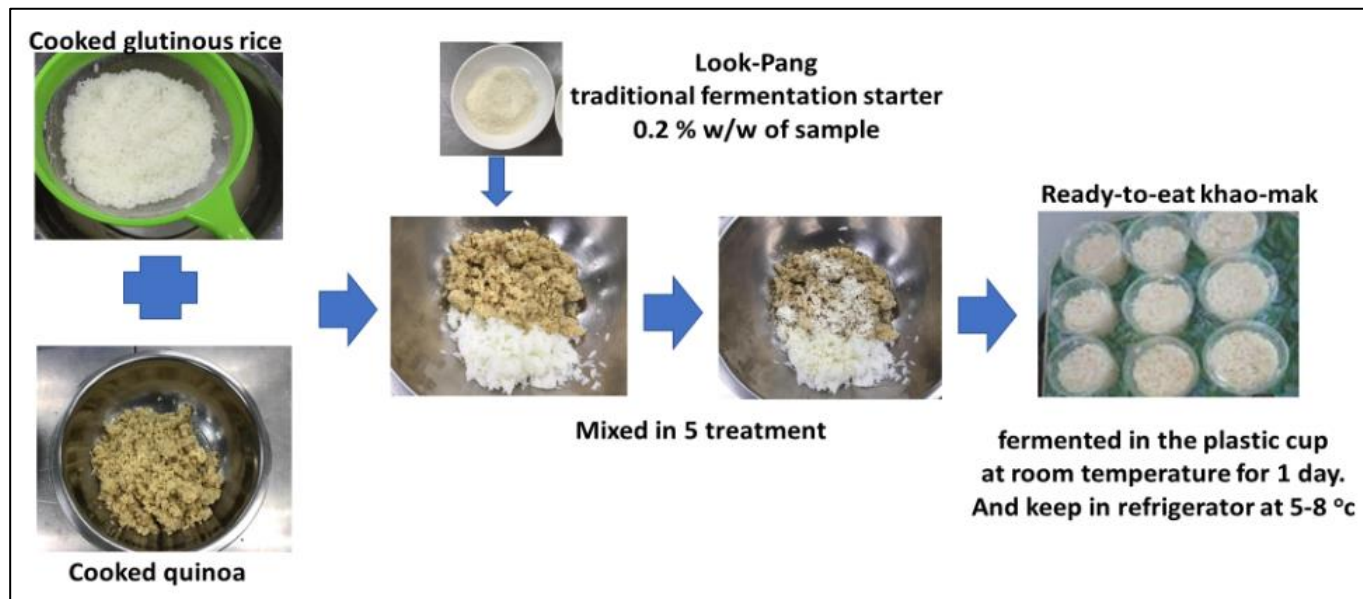 Cooked glutinous rice
Look-Pang
traditional fermentation starter
0.2 % w/w of sample
Ready-to-eat khao-mak
Mixed in 5 treatment
fermented in the plastic cup
at room temperature for 1 day.
And keep in refrigerator at 5-8 °c
Cooked quinoa